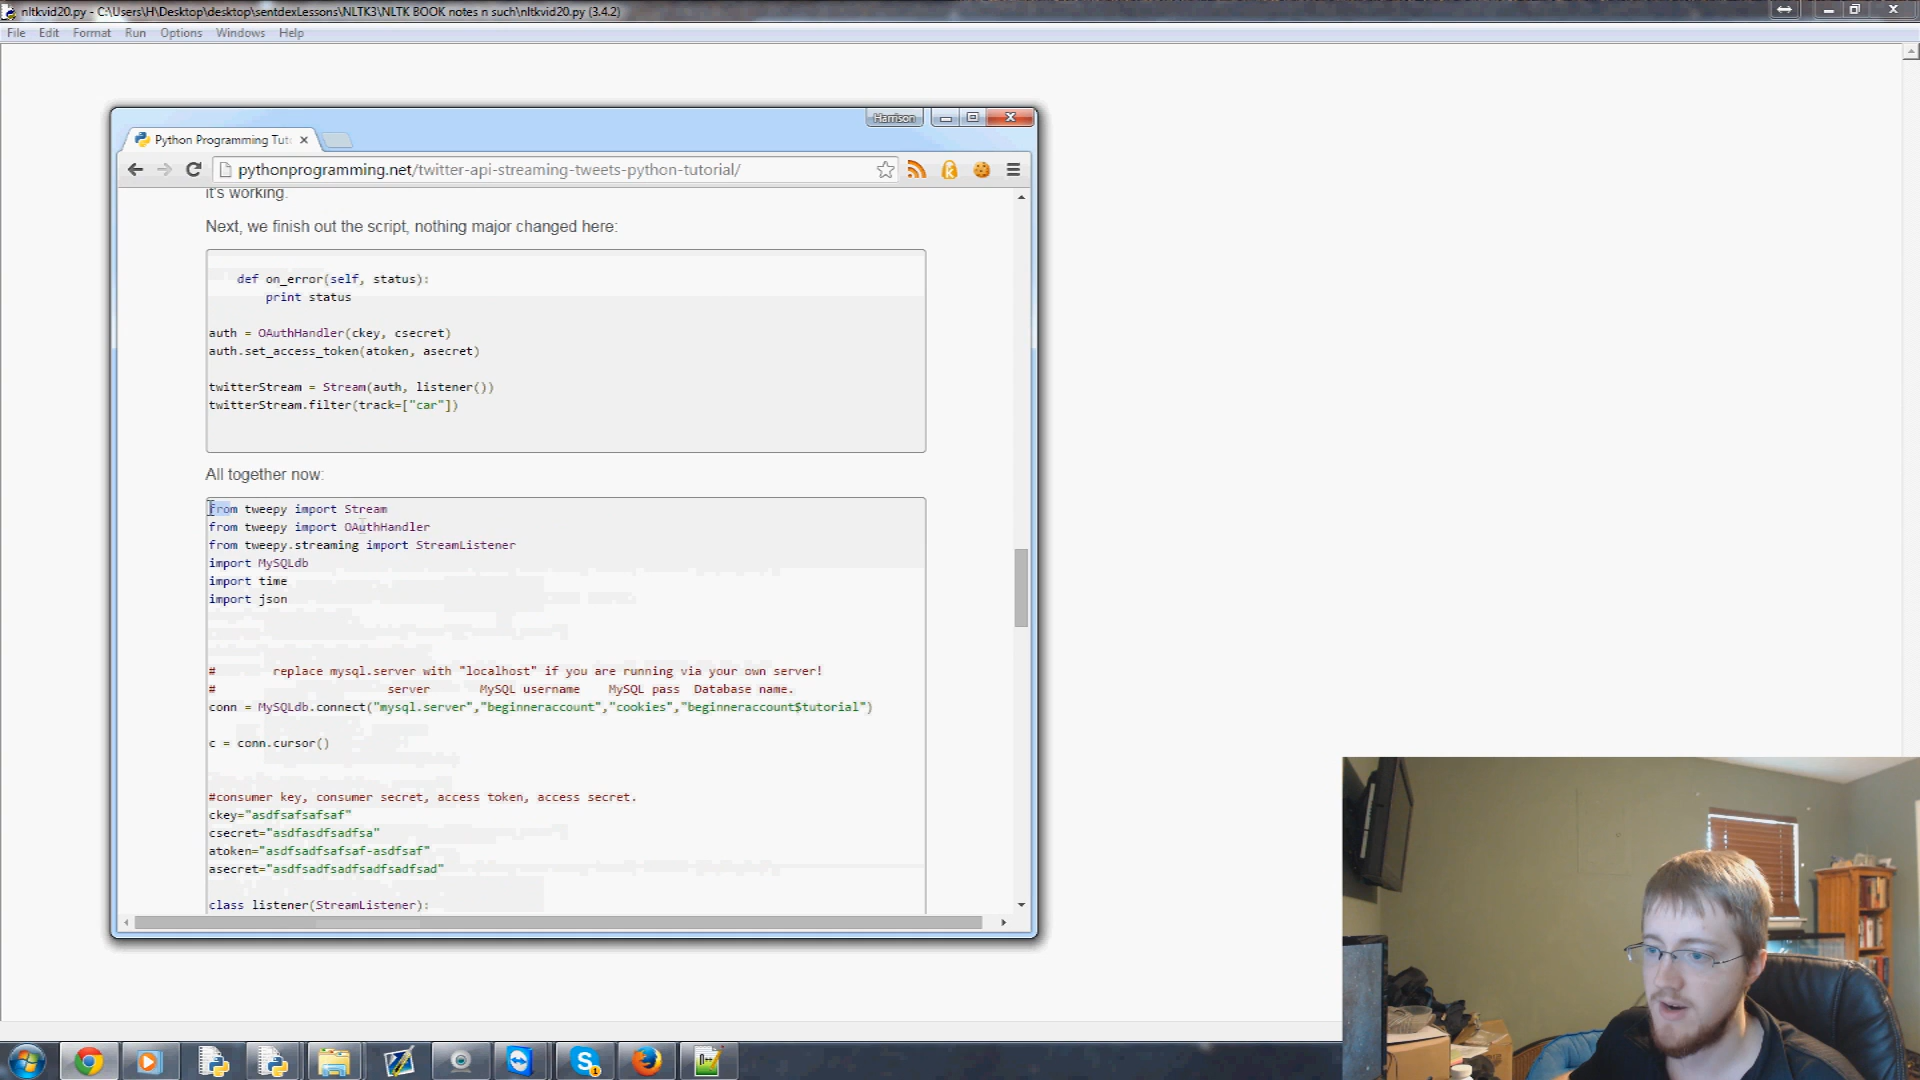 nltkvid20.py - C:\Users\H\Desktop\desktop\sentdexLessons\NLTK3\NLTK BOOK notes n such\nltkvid20.py (3.4.2)
File Edit Format Run Options Windows Help
Harrison
Python Programming Tut
pythonprogramming.net/twitter-api-streaming-tweets-python-tutorial/
it's working.
Next, we finish out the script, nothing major changed here:
def on_error(self, status):
print status
auth = OAuthHandler(ckey, csecret)
auth.set_access_token(atoken, asecret)
twitterStream = Stream(auth, listener())
twitterStream.filter(track=["car"])
All together now:
from tweepy import Stream
from tweepy import OAuthHandler
from tweepy.streaming import StreamListener
import MySQLdb
import time
import json
# replace mysql.server with "localhost" if you are running via your own server!
# server MySQL username MySQL pass Database name.
conn = MySQLdb.connect("mysql.server","beginneraccount","cookies","beginneraccount$tutorial")
c = conn.cursor()
#consumer key, consumer secret, access token, access secret.
ckey="asdfsafsafsaf"
csecret="asdfasdfsadfsa"
atoken="asdfsadfsafsaf-asdfsaf"
asecret="asdfsadfsadfsadfsadfsad"
class listener(StreamListener):